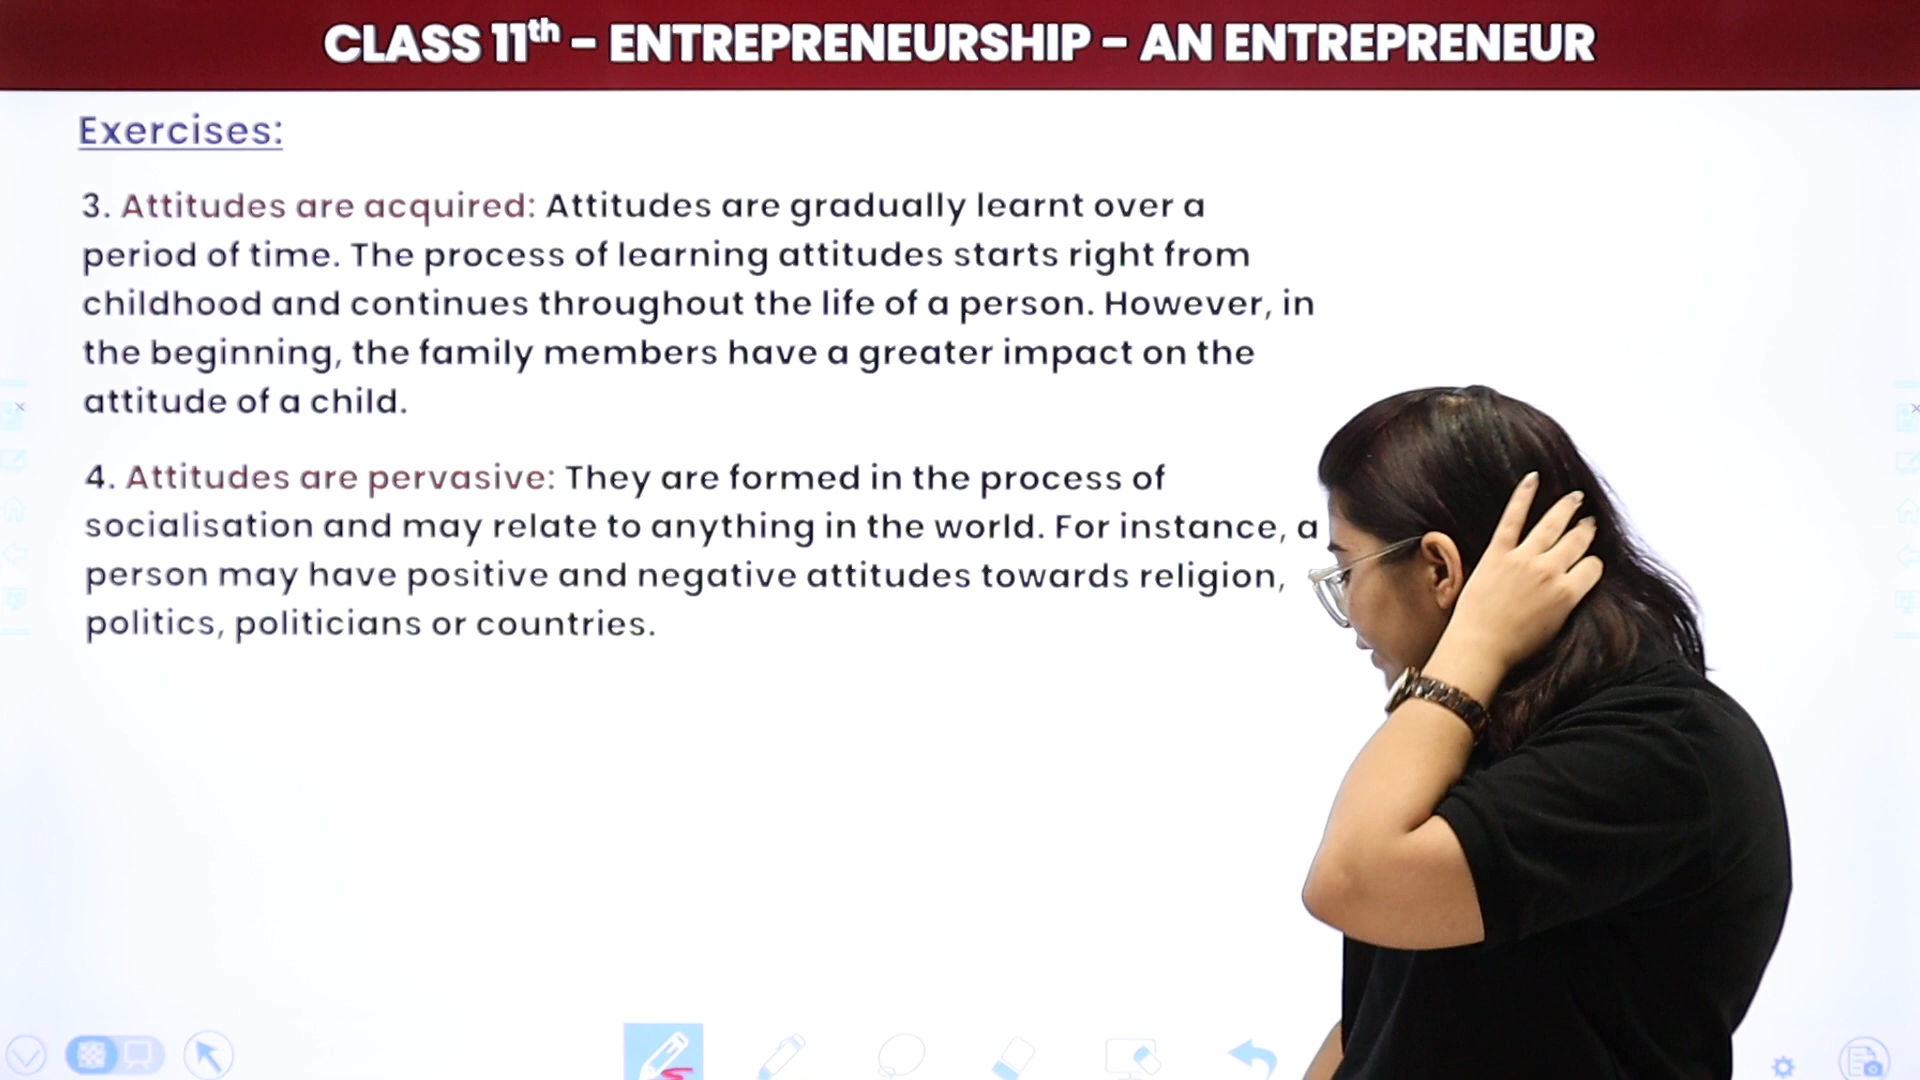 CLASS 11th - ENTREPRENEURSHIP - AN ENTREPRENEUR
Exercises:
3. Attitudes are acquired: Attitudes are gradually learnt over a
period of time. The process of learning attitudes starts right from
childhood and continues throughout the life of a person. However, in
the beginning, the family members have a greater impact on the
attitude of a child.
4. Attitudes are pervasive: They are formed in the process of
socialisation and may relate to anything in the world. For instance, a
person may have positive and negative attitudes towards religion,
politics, politicians or countries.